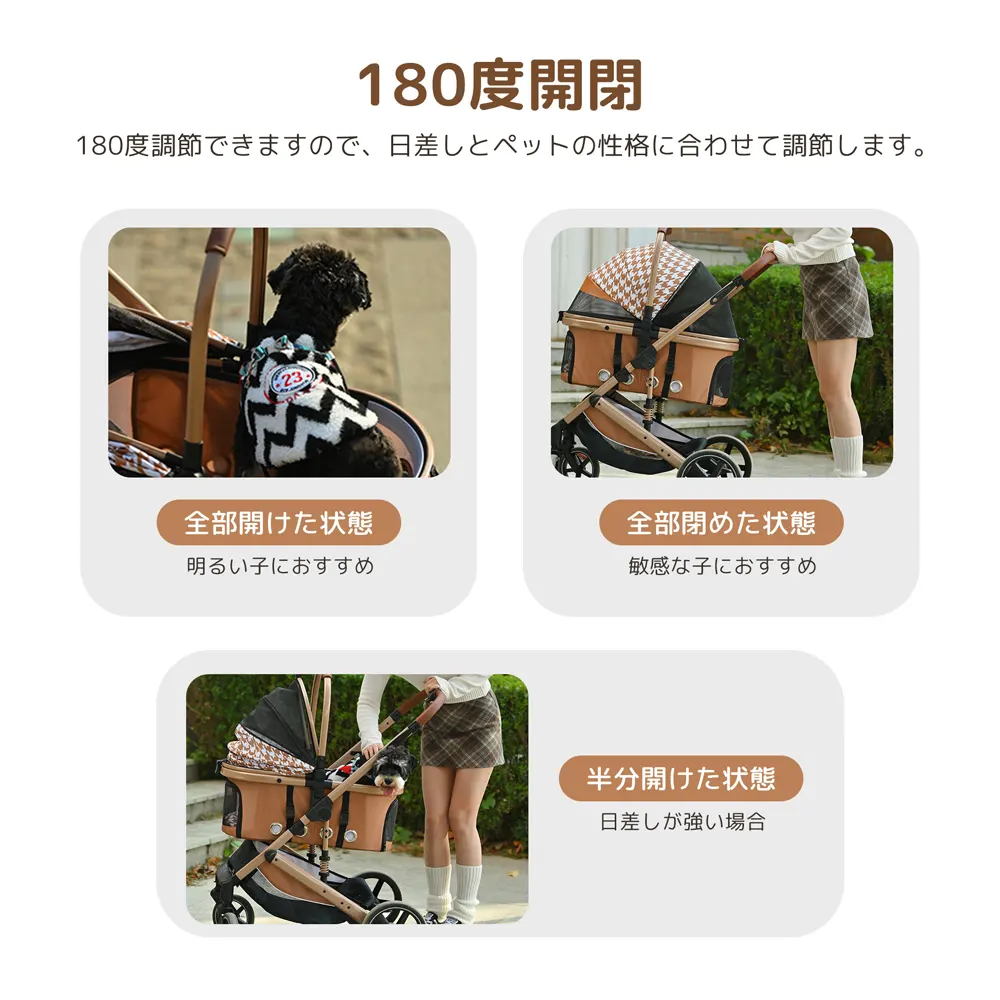 180度開閉
180度調節できますので、日差しとペットの性格に合わせて調節します。
23
全部開けた状態
明るい子におすすめ
全部閉めた状態
敏感な子におすすめ
半分開けた状態
日差しが強い場合